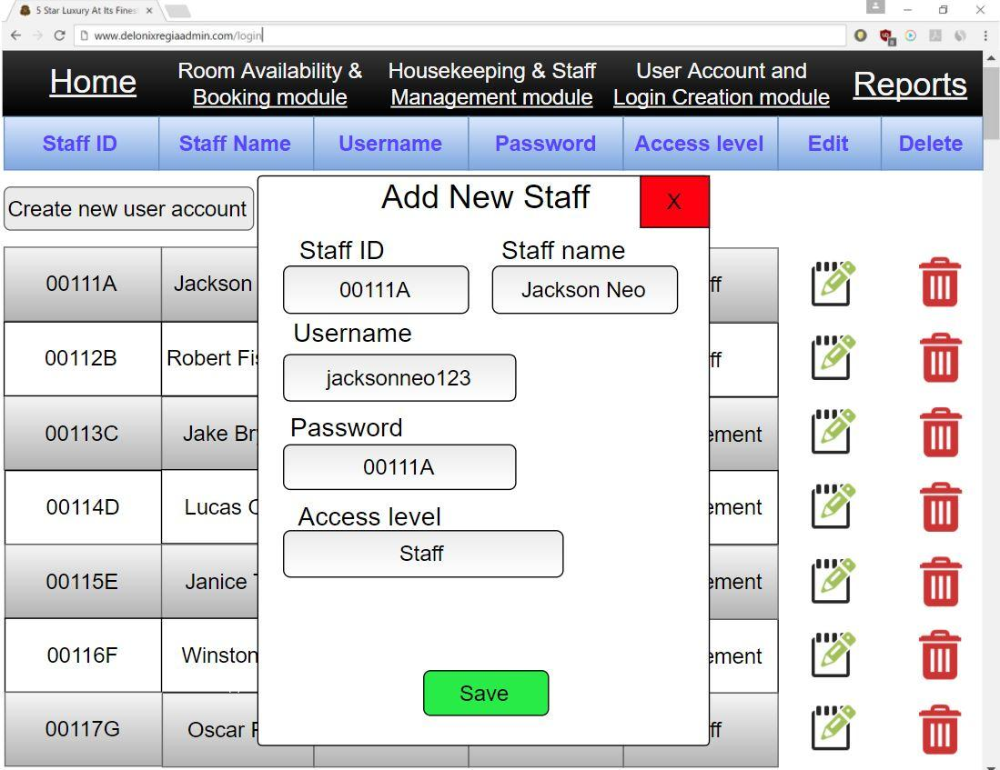 5 Star Luxury At Its Fines
www.delonixregiaadmin.com/login
Home
Room Availability &
Booking module
Housekeeping & Staff
Management module
User Account and
Login Creation module
Reports
Staff ID
Staff Name
Username
Password
Access level
Edit
Delete
Create new user account
Add New Staff
X
Staff ID
Staff name
00111A
Jackson Neo
Username
jacksonneo123
Password
00111A
Access level
Staff
Save
00111A
Jackson
ff
00112B
Robert Fis
ff
00113C
Jake Br
ement
00114D
Lucas
ement
00115E
Janice
ement
00116F
Winston
ement
00117G
Oscar
ff